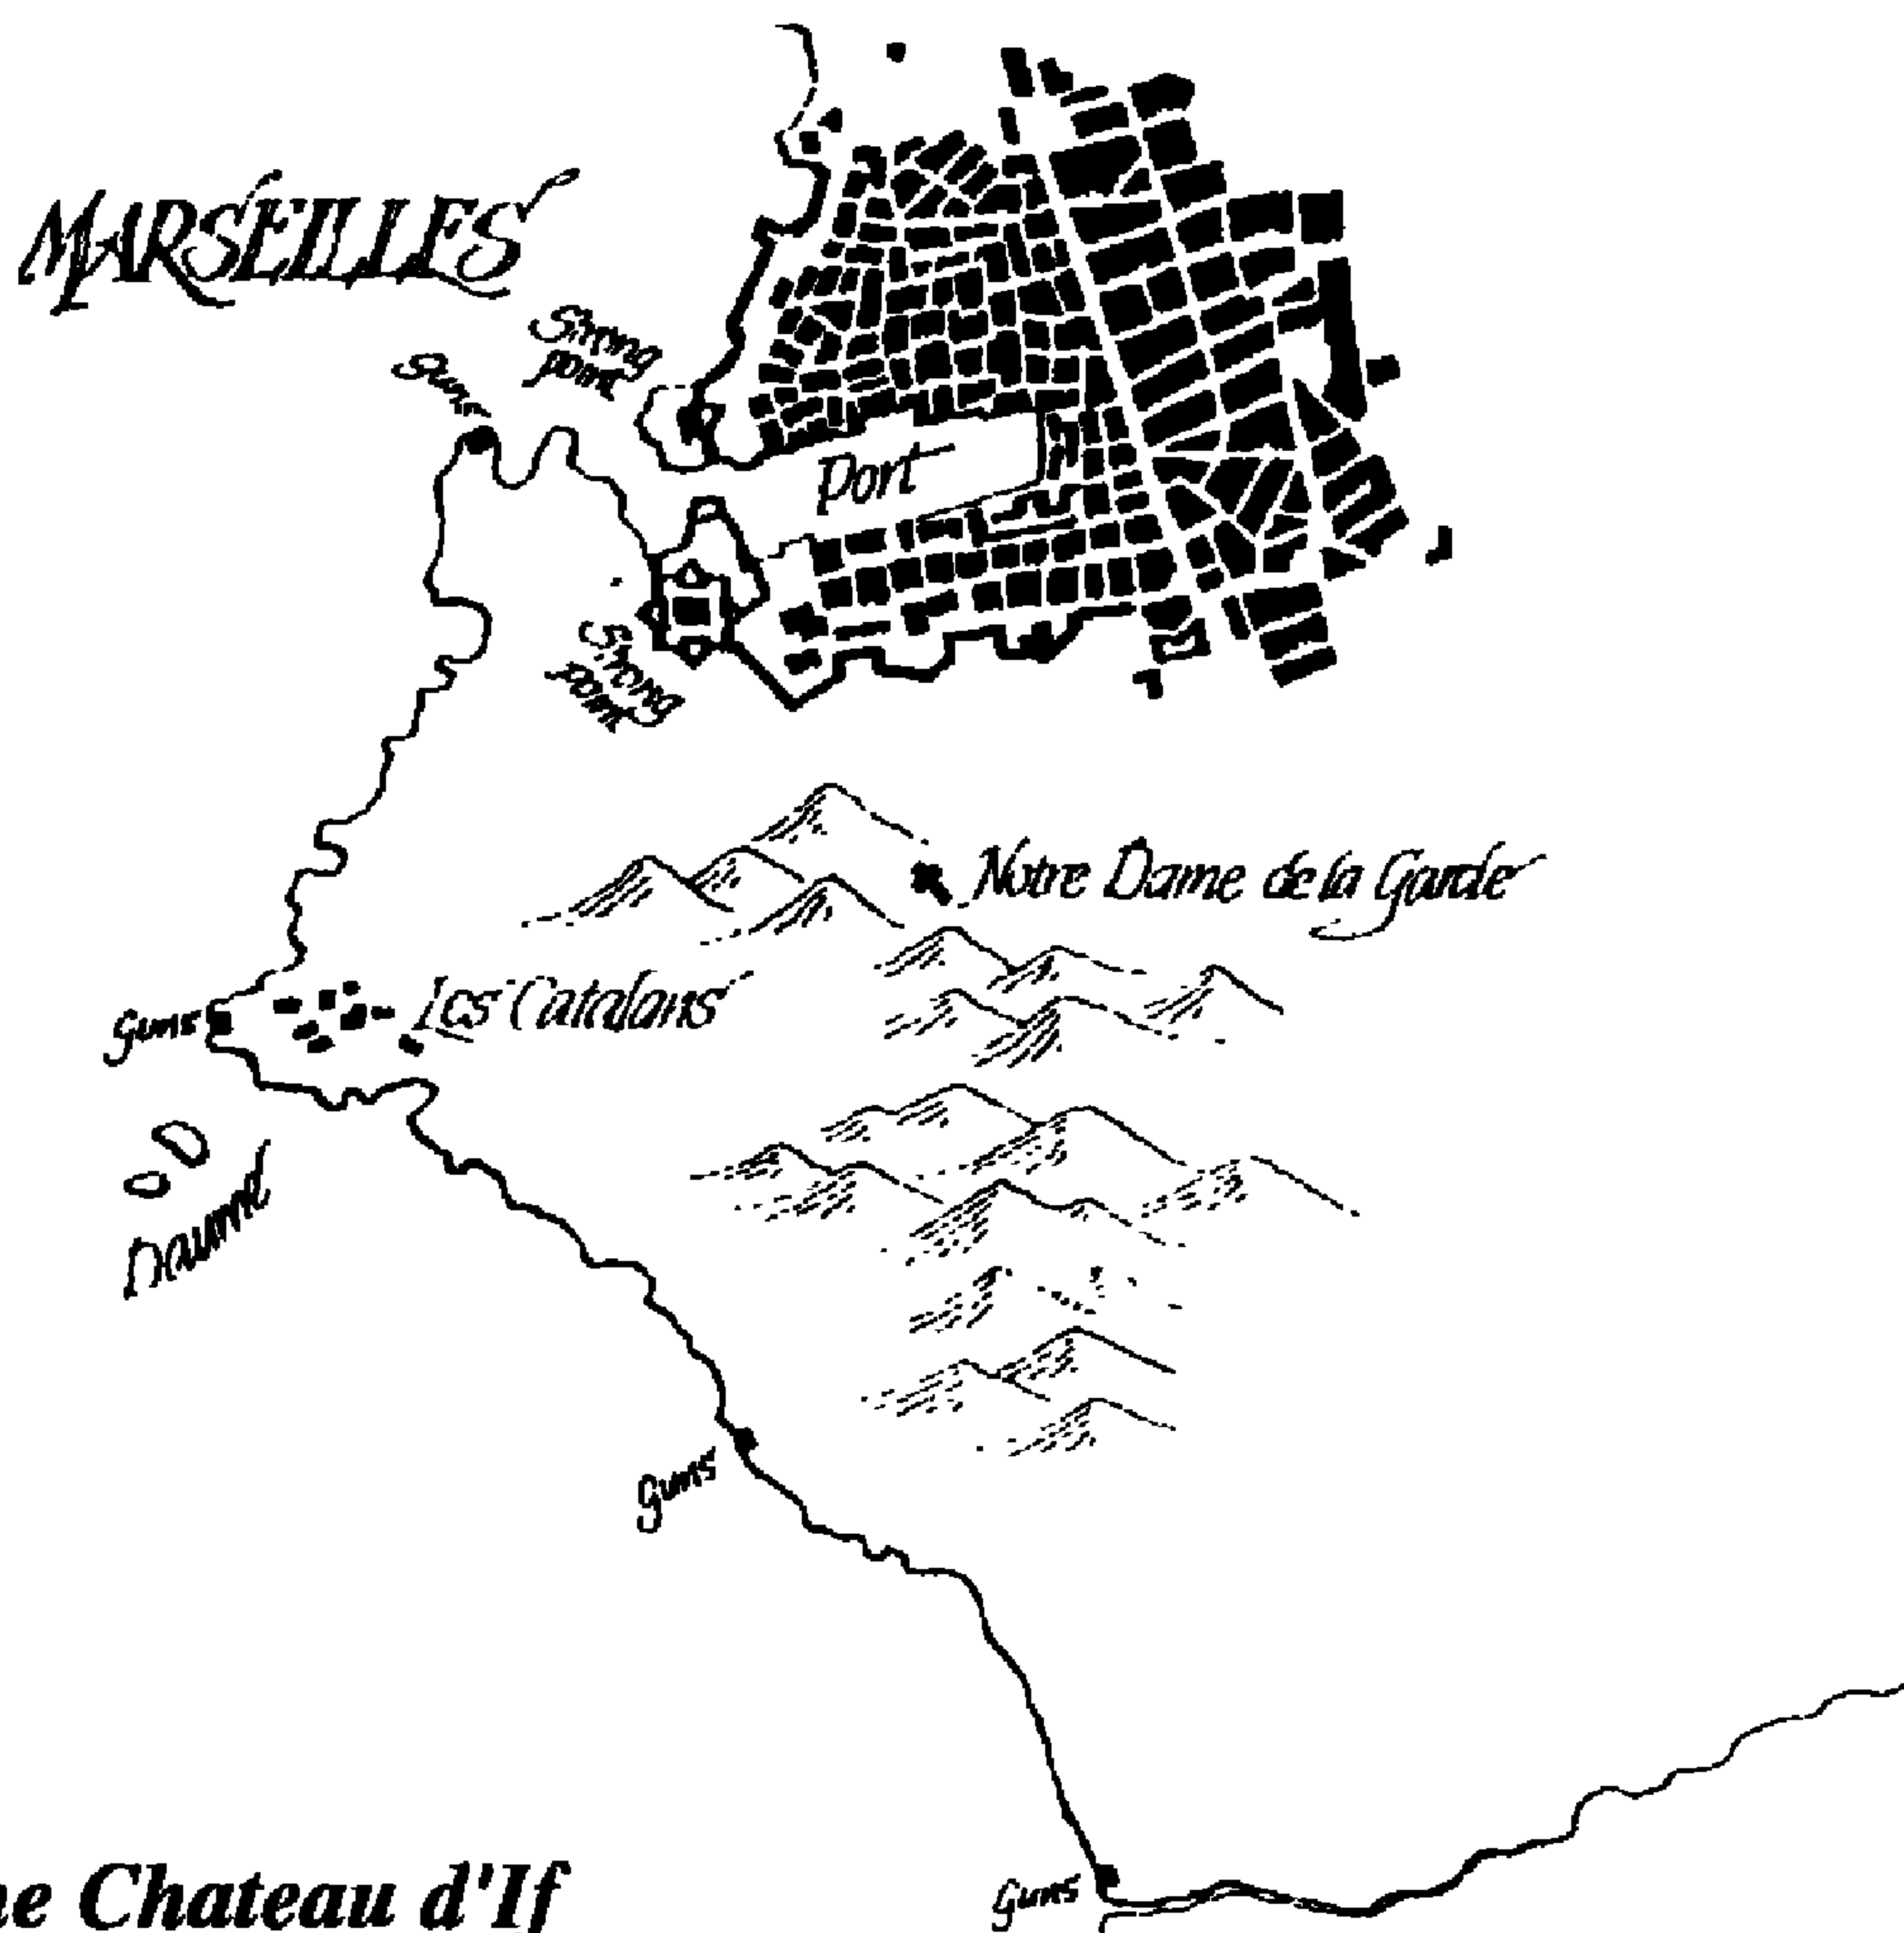 MARSEILLES
Strong
point
Guns
Port
Strong
point
Notre Dame de la Garde
Les Catalans
guns
guns
guns
e Chateau d'If